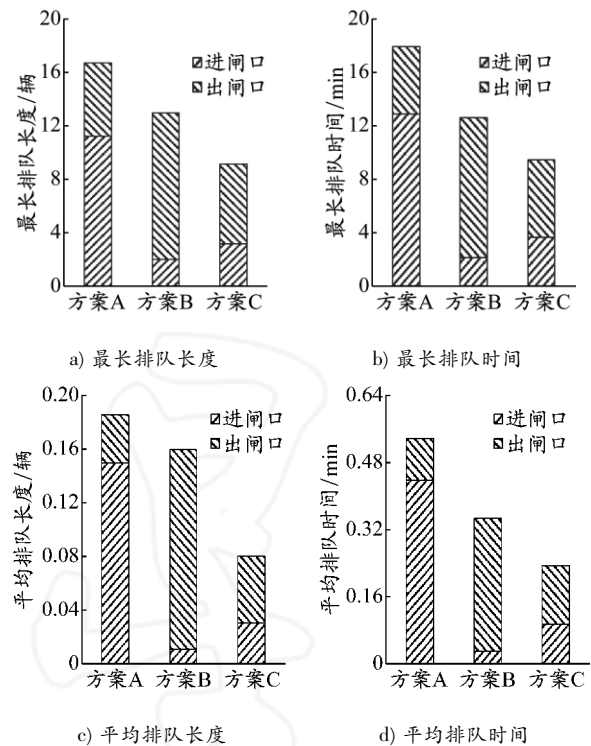 最长排队长度/辆
20
16
12
8
4
0
进闸口
出闸口
方案A 方案B 方案C
a) 最长排队长度
最长排队时间/min
20
16
12
8
4
0
进闸口
出闸口
方案A 方案B 方案C
b) 最长排队时间
平均排队长度/辆
0.20
0.16
0.12
0.08
0.04
0
进闸口
出闸口
方案A 方案B 方案C
c) 平均排队长度
平均排队时间/min
0.64
0.48
0.32
0.16
0
进闸口
出闸口
方案A 方案B 方案C
d) 平均排队时间